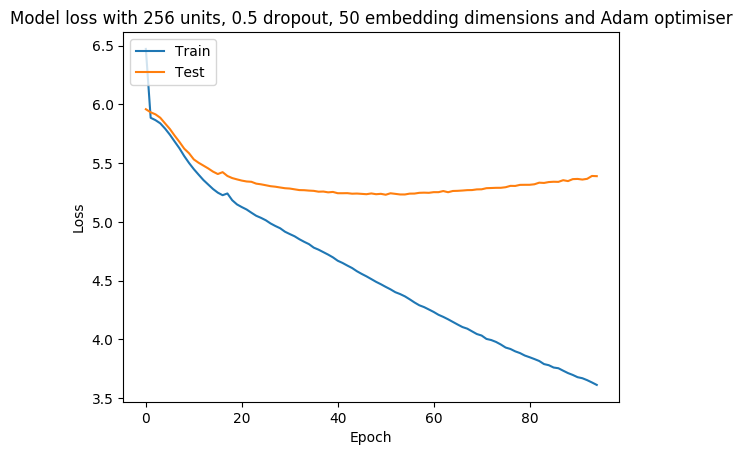 Model loss with 256 units, 0.5 dropout, 50 embedding dimensions and Adam optimiser
6.5
6.0
5.5
5.0
4.5
4.0
3.5
Loss
Train
Test
0
20
40
60
80
Epoch